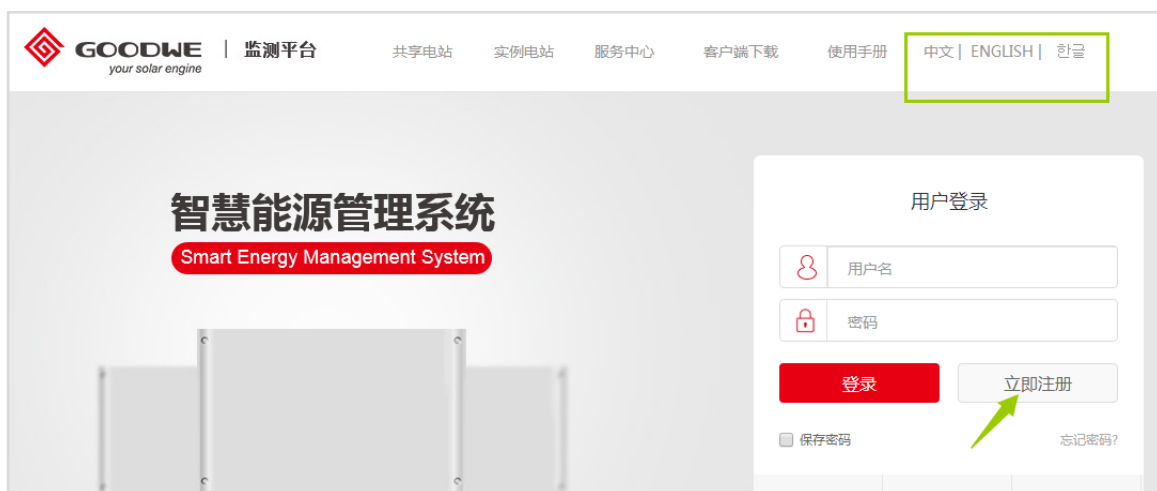 GOODWE | 监测平台
your solar engine
共享电站 实例电站 服务中心 客户端下载 使用手册 中文 | ENGLISH | 한글
智慧能源管理系统
Smart Energy Management System
用户登录
用户名
密码
登录 立即注册
保存密码 忘记密码?